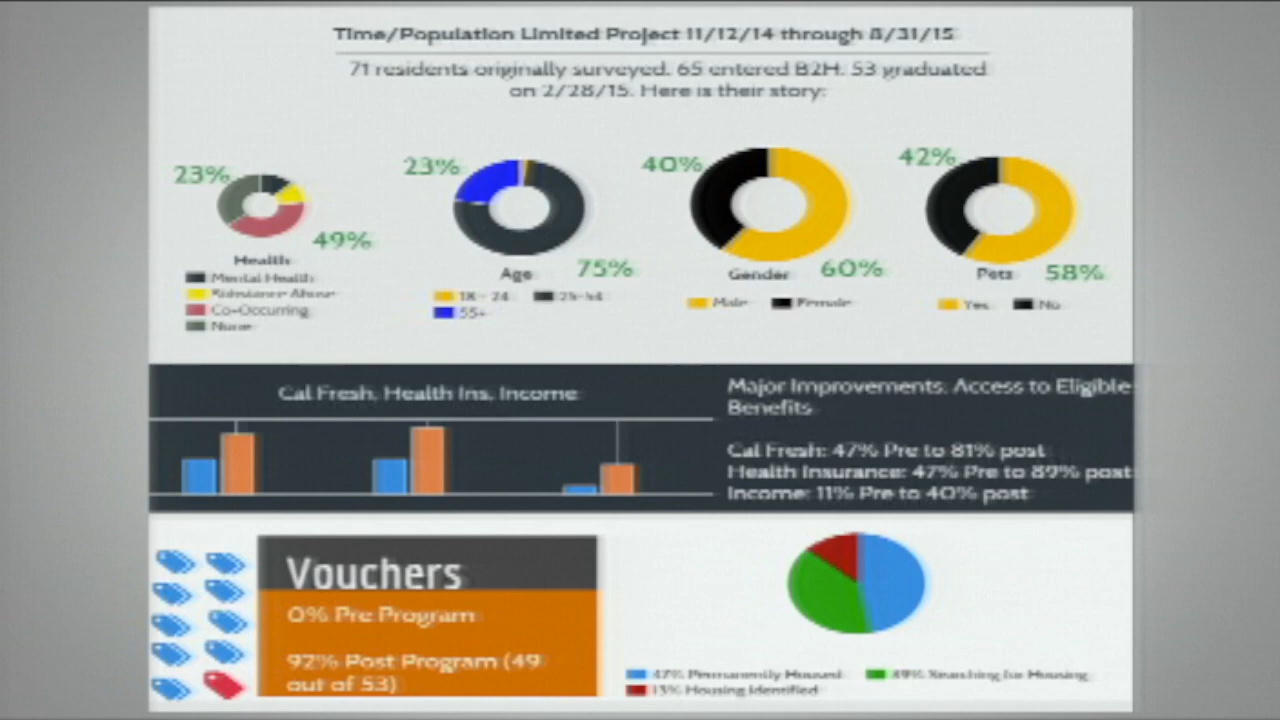 Time/Population Limited Project 11/12/14 through 8/31/15
71 residents originally surveyed. 65 entered B2H. 53 graduated
on 2/28/15. Here is their story:
23%
49%
Health
Mental Health
Substance Abuse
Co-Occurring
None
23%
75%
Age
18 - 24
25-54
55+
40%
60%
Gender
Male
Female
42%
58%
Pets
Yes
No
Cal Fresh, Health Ins, Income
Major Improvements: Access to Eligible
Benefits
Cal Fresh: 47% Pre to 81% post
Health Insurance: 47% Pre to 89% post
Income: 11% Pre to 40% post
Vouchers
0% Pre Program
92% Post Program (49
out of 53)
47% Permanently Housed
39% Searching for Housing
13% Housing Identified